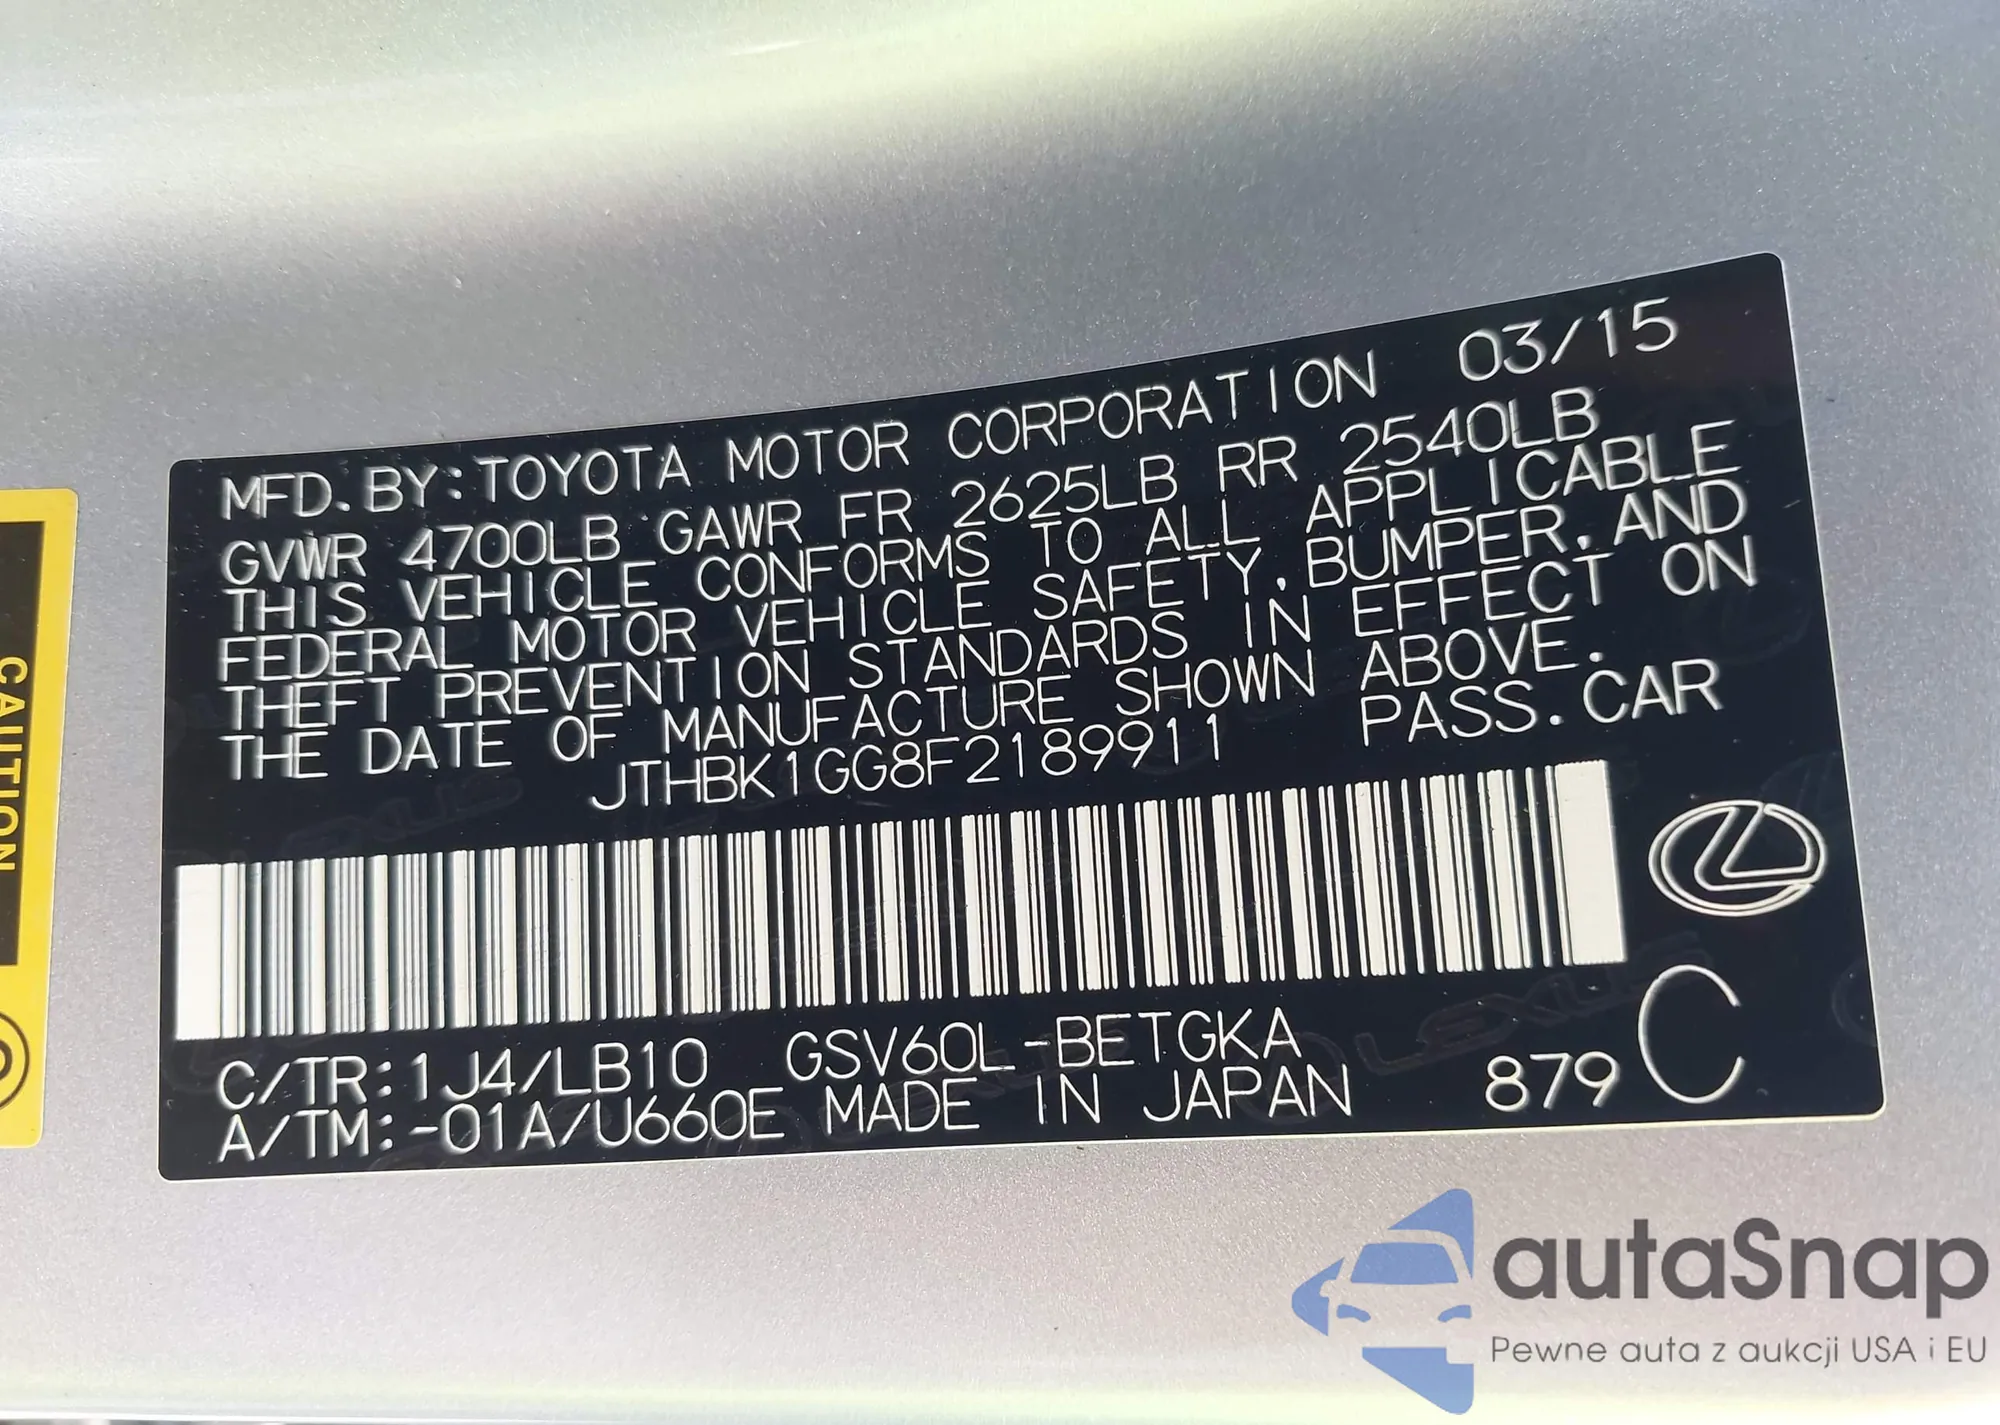 MFD. BY: TOYOTA MOTOR CORPORATION 03/15
GVWR 4700LB GAWR FR 2625LB RR 2540LB
THIS VEHICLE CONFORMS TO ALL APPLICABLE
FEDERAL MOTOR VEHICLE SAFETY, BUMPER, AND
THEFT PREVENTION STANDARDS IN EFFECT ON
THE DATE OF MANUFACTURE SHOWN ABOVE.
JTHBK1GG8F2189911 PASS. CAR
C/TR: 1J4/LB10 GSV60L-BETGKA
A/TM: -01A/U660E MADE IN JAPAN 879 C
CAUTION
LEXUS
autaSnap
Pewne auta z aukcji USA i EU